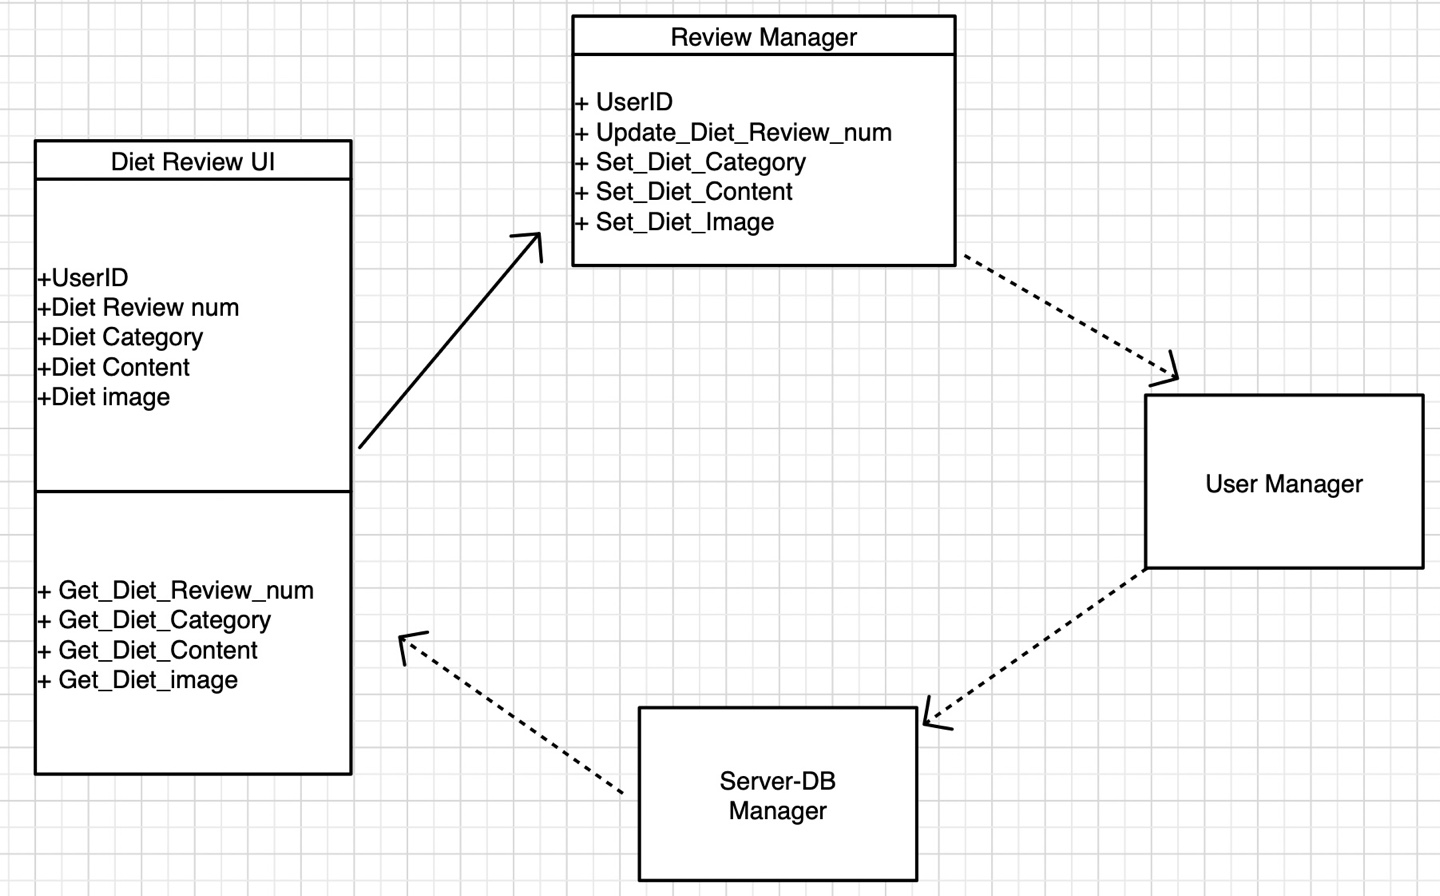 Review Manager
+ UserID
+ Update_Diet_Review_num
+ Set_Diet_Category
+ Set_Diet_Content
+ Set_Diet_Image
Diet Review UI
+UserID
+Diet Review num
+Diet Category
+Diet Content
+Diet image
+ Get_Diet_Review_num
+ Get_Diet_Category
+ Get_Diet_Content
+ Get_Diet_image
User Manager
Server-DB
Manager